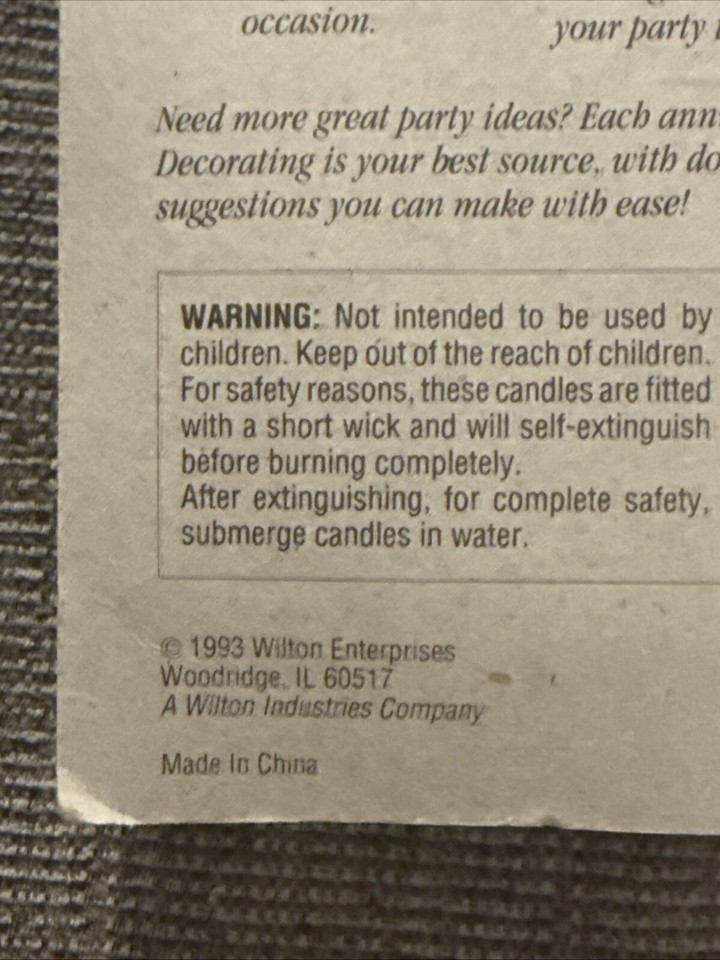 occasion.
your party
Need more great party ideas? Each
Decorating is your best source, with
suggestions you can make with ease!
WARNING: Not intended to be used by
children. Keep out of the reach of children.
For safety reasons, these candles are fitted
with a short wick and will self-extinguish
before burning completely.
After extinguishing, for complete safety,
submerge candles in water.
© 1993 Wilton Enterprises
Woodridge, IL 60517
A Wilton Industries Company
Made In China